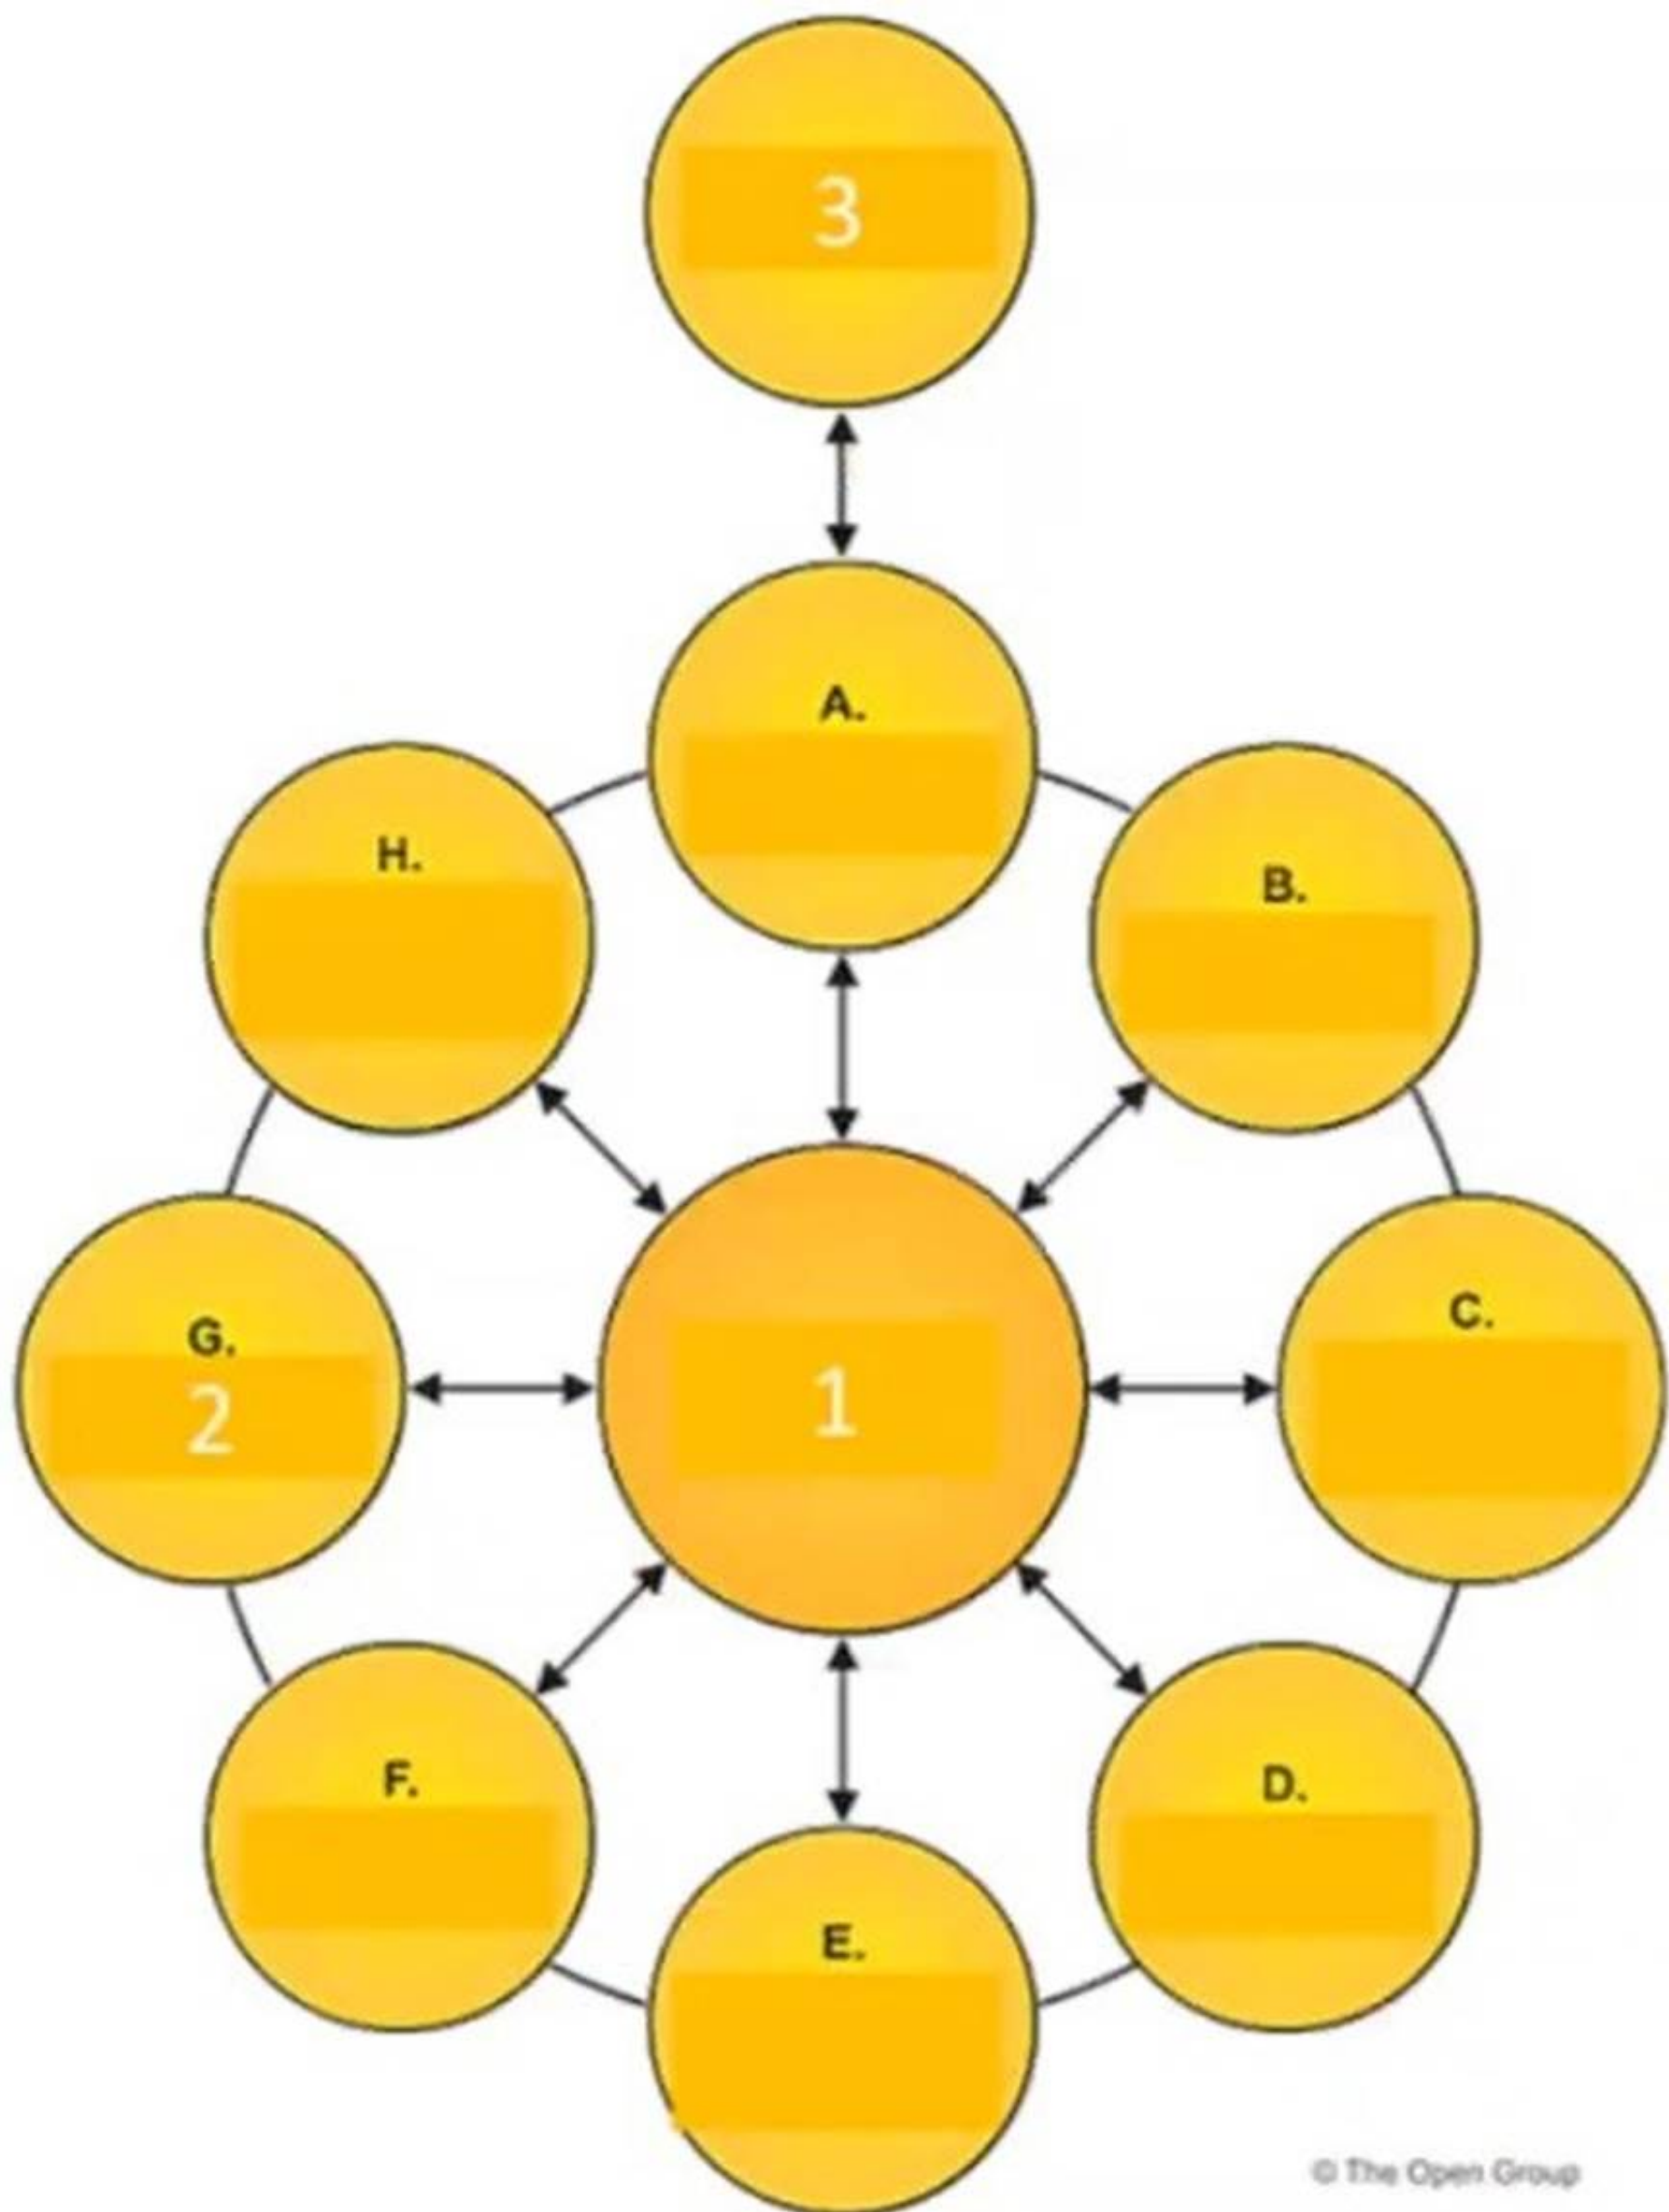 3
A.
H.
B.
G.
2
1
C.
F.
D.
E.
© The Open Group